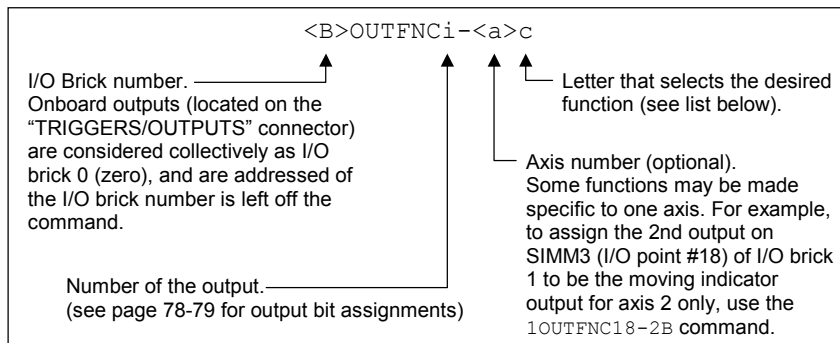 <B>OUTFNCi-<a>c
I/O Brick number.
Onboard outputs (located on the
“TRIGGERS/OUTPUTS” connector)
are considered collectively as I/O
brick 0 (zero), and are addressed of
the I/O brick number is left off the
command.
Number of the output.
(see page 78-79 for output bit assignments)
Letter that selects the desired
function (see list below).
Axis number (optional).
Some functions may be made
specific to one axis. For example,
to assign the 2nd output on
SIMM3 (I/O point #18) of I/O brick
1 to be the moving indicator
output for axis 2 only, use the
1OUTFNC18-2B command.